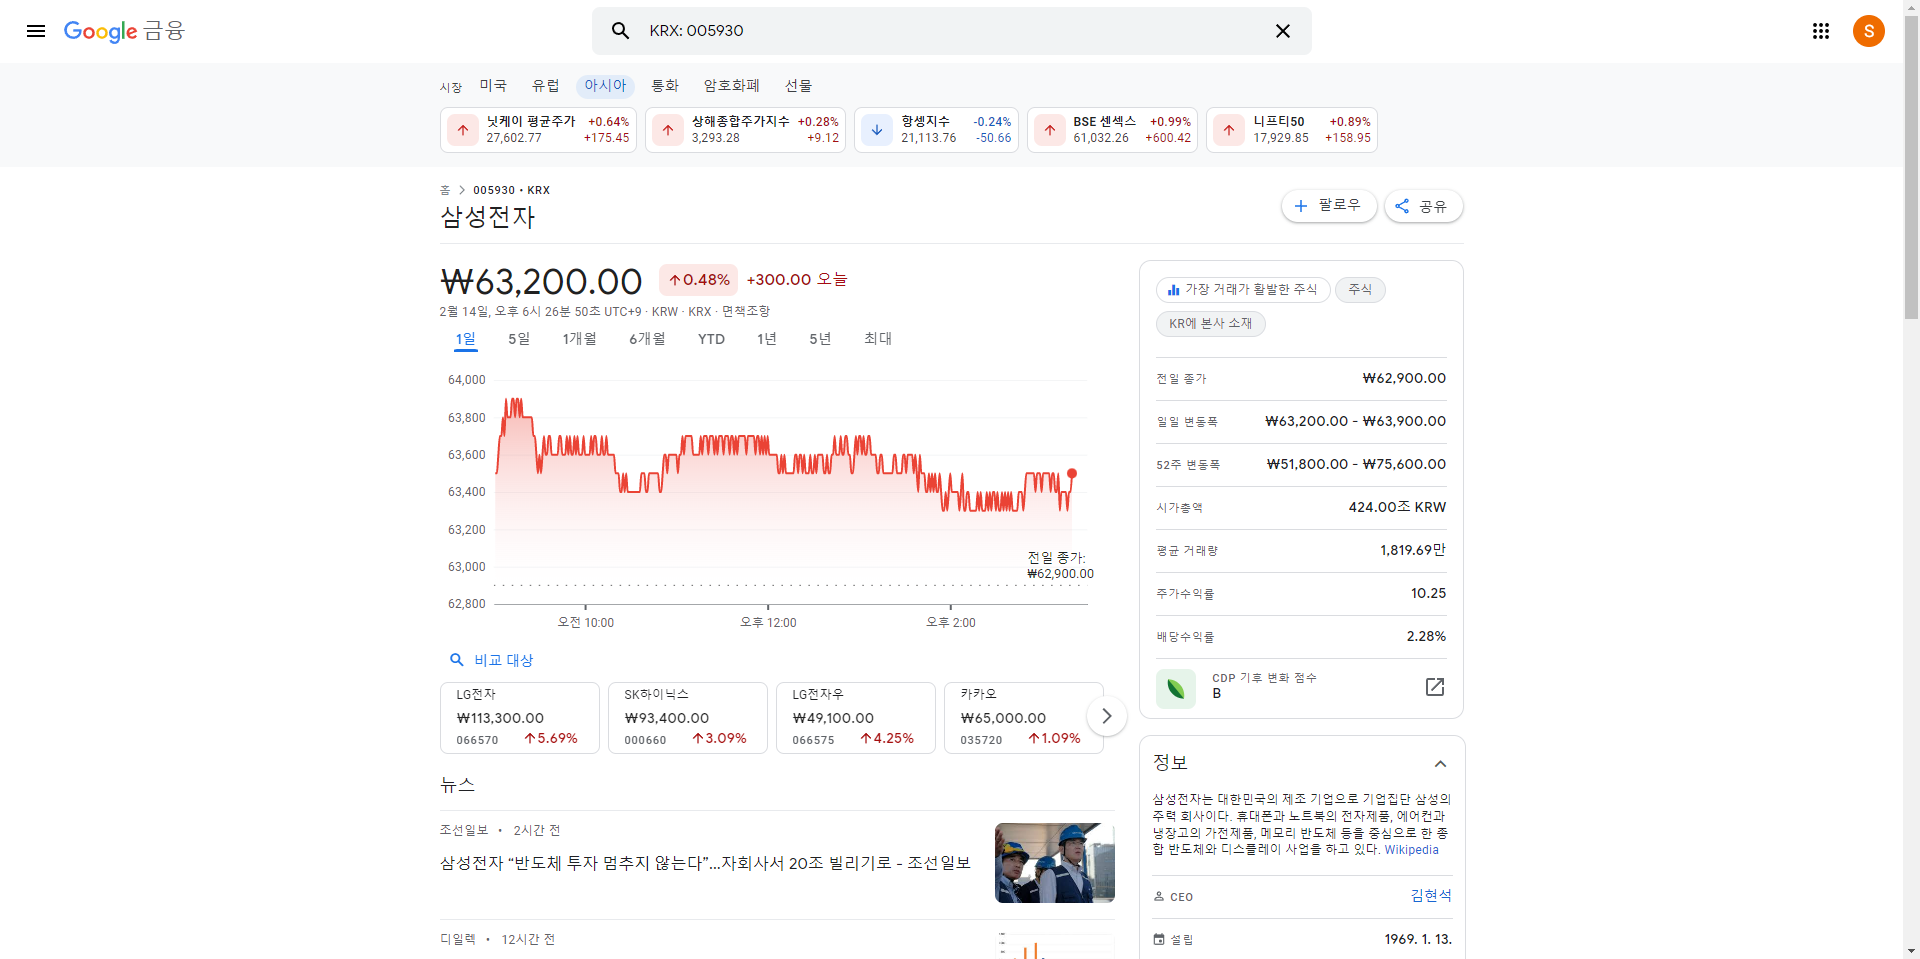 Google 금융
KRX: 005930
S
시장 미국 유럽 아시아 통화 암호화폐 선물
닛케이 평균주가 +0.64%
27,602.77 +175.45
상해종합주가지수 +0.28%
3,293.28 +9.12
항셍지수 -0.24%
21,113.76 -50.66
BSE 센섹스 +0.99%
61,032.26 +600.42
니프티50 +0.89%
17,929.85 +158.95
홈 005930 • KRX
삼성전자
팔로우
공유
₩63,200.00 0.48% +300.00 오늘
2월 14일, 오후 6시 26분 50초 UTC+9 · KRW · KRX · 면책조항
1일 5일 1개월 6개월 YTD 1년 5년 최대
64,000
63,800
63,600
63,400
63,200
63,000
62,800
전일 종가:
₩62,900.00
오전 10:00 오후 12:00 오후 2:00
비교 대상
LG전자
₩113,300.00
066570 5.69%
SK하이닉스
₩93,400.00
000660 3.09%
LG전자우
₩49,100.00
066575 4.25%
카카오
₩65,000.00
035720 1.09%
뉴스
조선일보 • 2시간 전
삼성전자 “반도체 투자 멈추지 않는다”...자회사서 20조 빌리기로 - 조선일보
디일렉 • 12시간 전
가장 거래가 활발한 주식
주식
KR에 본사 소재
전일 종가 ₩62,900.00
일일 변동폭 ₩63,200.00 - ₩63,900.00
52주 변동폭 ₩51,800.00 - ₩75,600.00
시가총액 424.00조 KRW
평균 거래량 1,819.69만
주가수익률 10.25
배당수익률 2.28%
CDP 기후 변화 점수
B
정보
삼성전자는 대한민국의 제조 기업으로 기업집단 삼성의
주력 회사이다. 휴대폰과 노트북의 전자제품, 에어컨과
냉장고의 가전제품, 메모리 반도체 등을 중심으로 한 종
합 반도체와 디스플레이 사업을 하고 있다. Wikipedia
CEO 김현석
설립 1969. 1. 13.